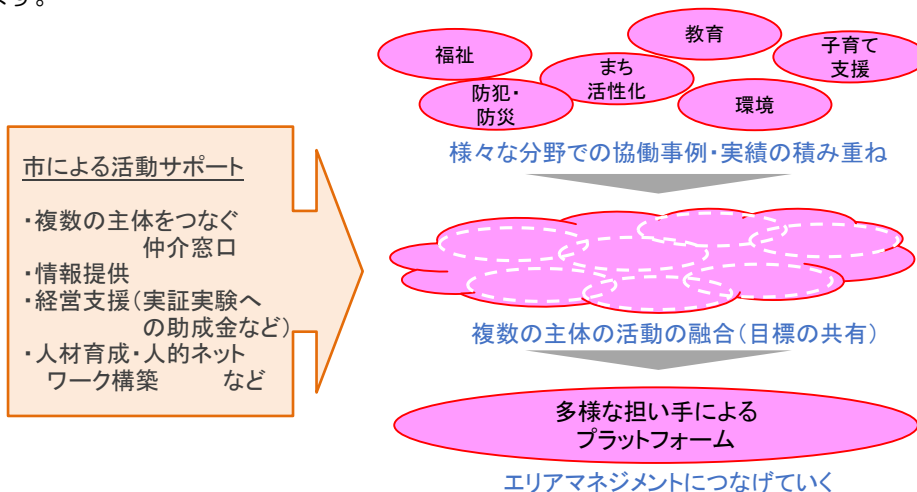 ます。
福祉
教育
子育て
支援
まち
活性化
防犯・
防災
環境
様々な分野での協働事例・実績の積み重ね
市による活動サポート
・複数の主体をつなぐ
仲介窓口
・情報提供
・経営支援(実証実験へ
の助成金など)
・人材育成・人的ネット
ワーク構築　　など
複数の主体の活動の融合(目標の共有)
多様な担い手による
プラットフォーム
エリアマネジメントにつなげていく